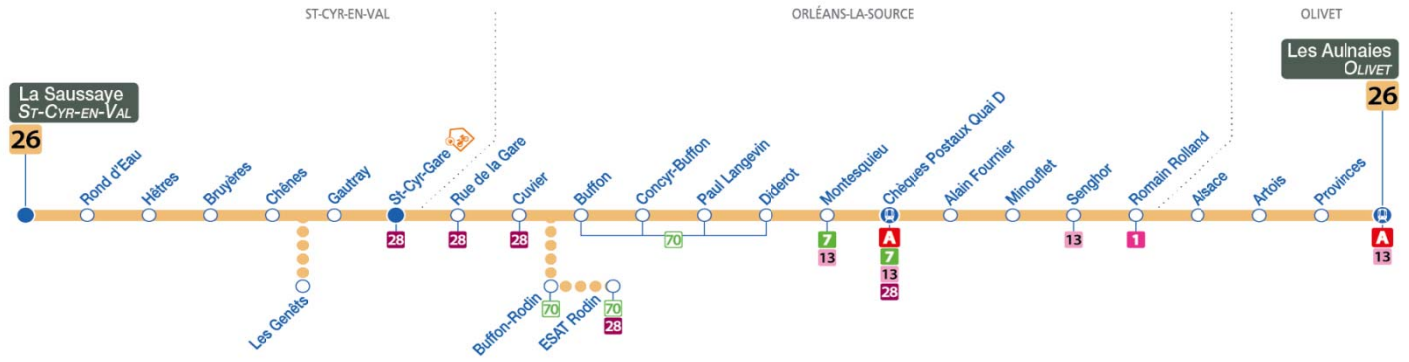 ST-CYR-EN-VAL
ORLÉANS-LA-SOURCE
OLIVET
La Saussaye
ST-CYR-EN-VAL
26
Les Aulnaies
OLIVET
26
Rond d'Eau
Hêtres
Bruyères
Chênes
Gautray
St-Cyr-Gare
Rue de la Gare
Cuvier
Buffon
Concyr-Buffon
Paul Langevin
Diderot
Montesquieu
Chèques Postaux Quai D
Alain Fournier
Minouflet
Senghor
Romain Rolland
Alsace
Artois
Provinces
28
28
28
70
7
13
A
7
13
28
13
1
A
13
Les Genêts
Buffon-Rodin
70
ESAT Rodin
70
28